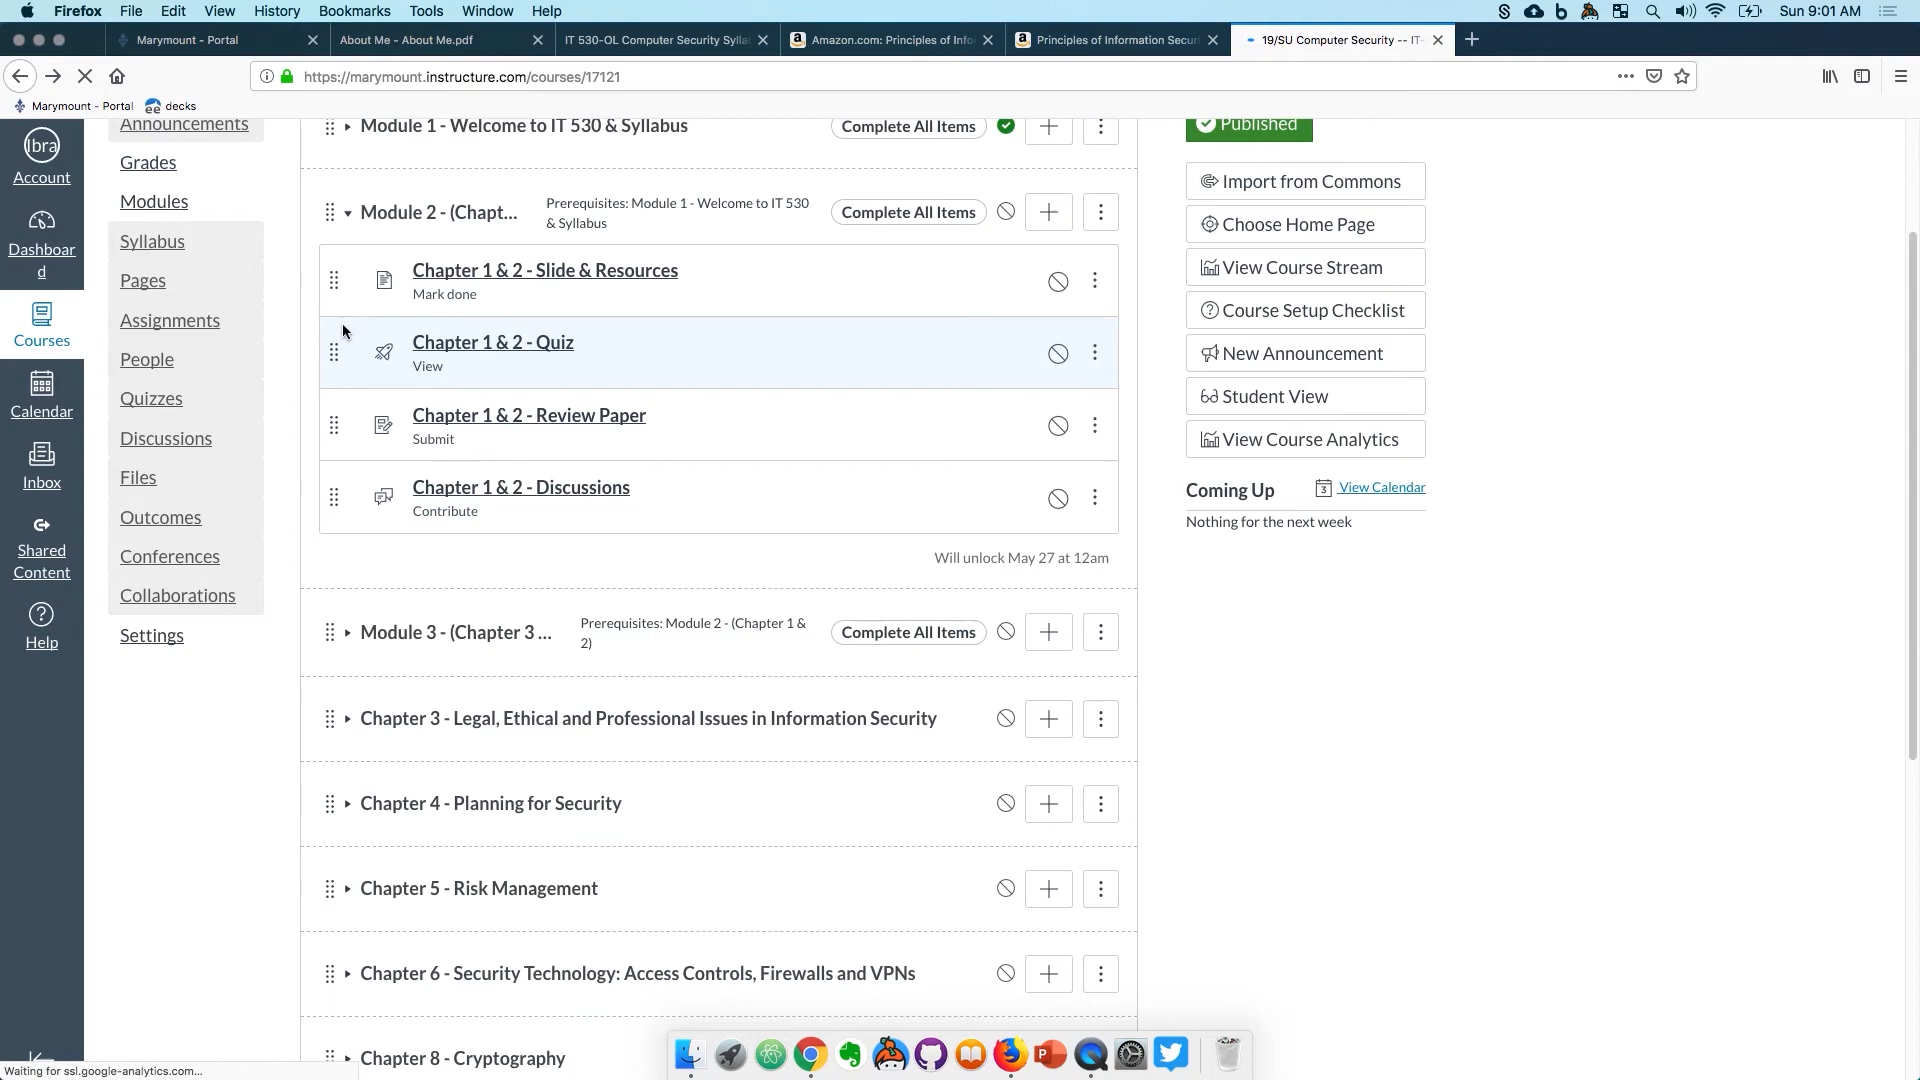 Firefox File Edit View History Bookmarks Tools Window Help Sun 9:01 AM
Marymount - Portal About Me - About Me.pdf IT 530-OL Computer Security Sylla Amazon.com: Principles of Info Principles of Information Secur 19/SU Computer Security -- IT-
https://marymount.instructure.com/courses/17121
Marymount - Portal decks
Ibra
Account
Dashboar
d
Courses
Calendar
Inbox
Shared
Content
Help
Announcements
Grades
Modules
Syllabus
Pages
Assignments
People
Quizzes
Discussions
Files
Outcomes
Conferences
Collaborations
Settings
Module 1 - Welcome to IT 530 & Syllabus Complete All Items
Module 2 - (Chapt... Prerequisites: Module 1 - Welcome to IT 530
& Syllabus Complete All Items
Chapter 1 & 2 - Slide & Resources
Mark done
Chapter 1 & 2 - Quiz
View
Chapter 1 & 2 - Review Paper
Submit
Chapter 1 & 2 - Discussions
Contribute
Will unlock May 27 at 12am
Module 3 - (Chapter 3 ... Prerequisites: Module 2 - (Chapter 1 &
2) Complete All Items
Chapter 3 - Legal, Ethical and Professional Issues in Information Security
Chapter 4 - Planning for Security
Chapter 5 - Risk Management
Chapter 6 - Security Technology: Access Controls, Firewalls and VPNs
Chapter 8 - Cryptography
Published
Import from Commons
Choose Home Page
View Course Stream
Course Setup Checklist
New Announcement
Student View
View Course Analytics
Coming Up 3 View Calendar
Nothing for the next week
Waiting for ssl.google-analytics.com...